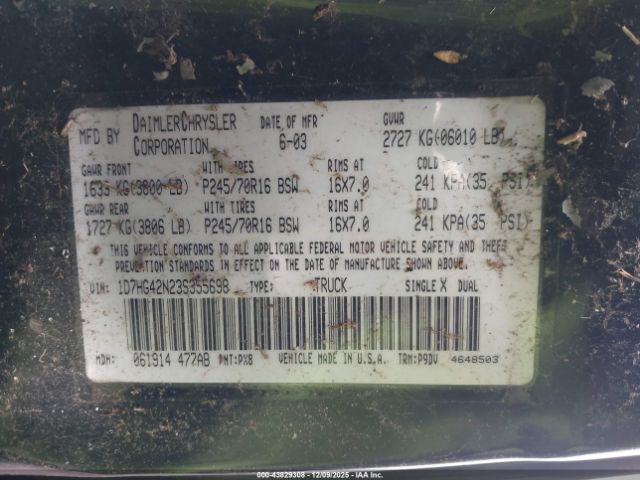 MFD BY DAIMLERCHRYSLER CORPORATION DATE OF MFR 6-03 GVWR 2727 KG(06010 LB)
GAWR FRONT WITH TIRES RIMS AT COLD
1635 KG(3800 LB) P245/70R16 BSW 16X7.0 241 KPA(35 PSI)
GAWR REAR WITH TIRES RIMS AT COLD
1727 KG(3806 LB) P245/70R16 BSW 16X7.0 241 KPA(35 PSI)
THIS VEHICLE CONFORMS TO ALL APPLICABLE FEDERAL MOTOR VEHICLE SAFETY AND THEFT
PREVENTION STANDARDS IN EFFECT ON THE DATE OF MANUFACTURE SHOWN ABOVE.
VIN: 1D7HG42N23S355698 TYPE: TRUCK SINGLE X DUAL
MDH: 061914 477AB PNT: PX8 VEHICLE MADE IN U.S.A. TRM: P9DV 4648503
000-43829308 - 12/09/2025 - IAA Inc.